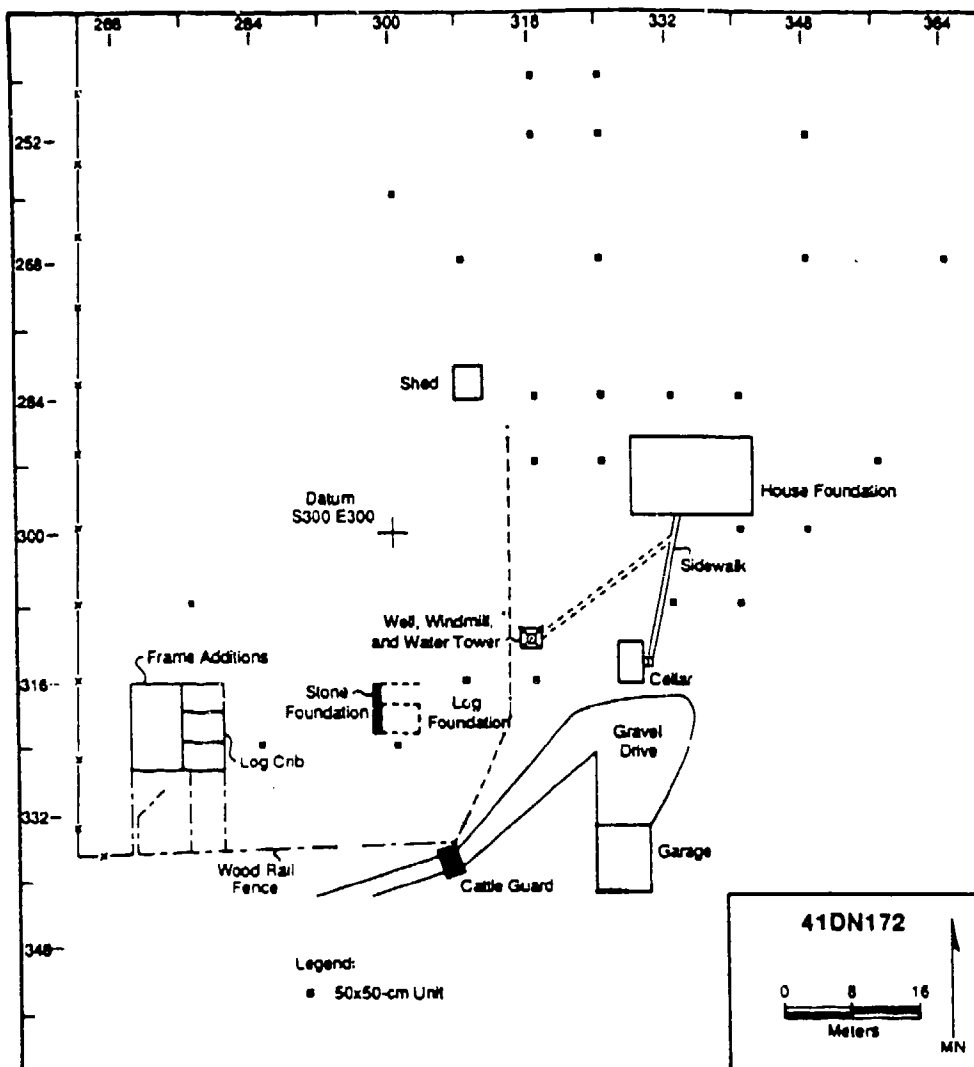 268 284 300 316 332 348 364
252
268
284
300
316
332
348
Shed
Datum
S300 E300
House Foundation
Sidewalk
Well, Windmill,
and Water Tower
Cellar
Frame Additions
Stone
Foundation
Log
Foundation
Log Crib
Gravel
Drive
Wood Rail
Fence
Cattle Guard
Garage
Legend:
50x50-cm Unit
41DN172
0 8 16
Meters
MN